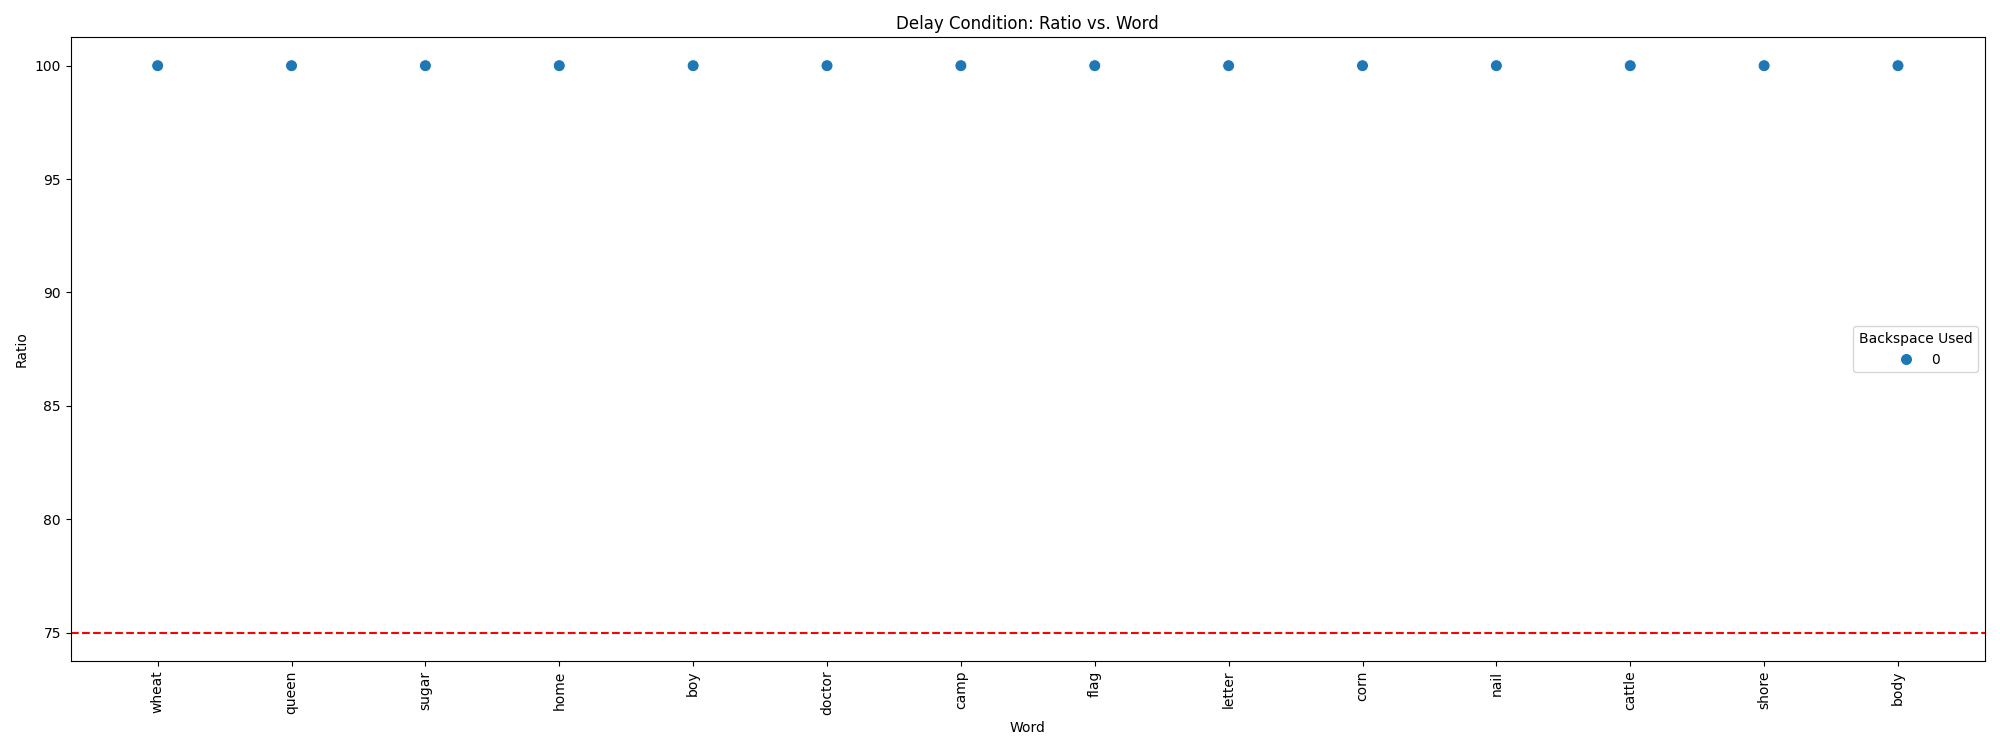 Delay Condition: Ratio vs. Word
Ratio
100
95
90
85
80
75
Backspace Used
0
wheat
queen
sugar
home
boy
doctor
camp
flag
letter
corn
nail
cattle
shore
body
Word